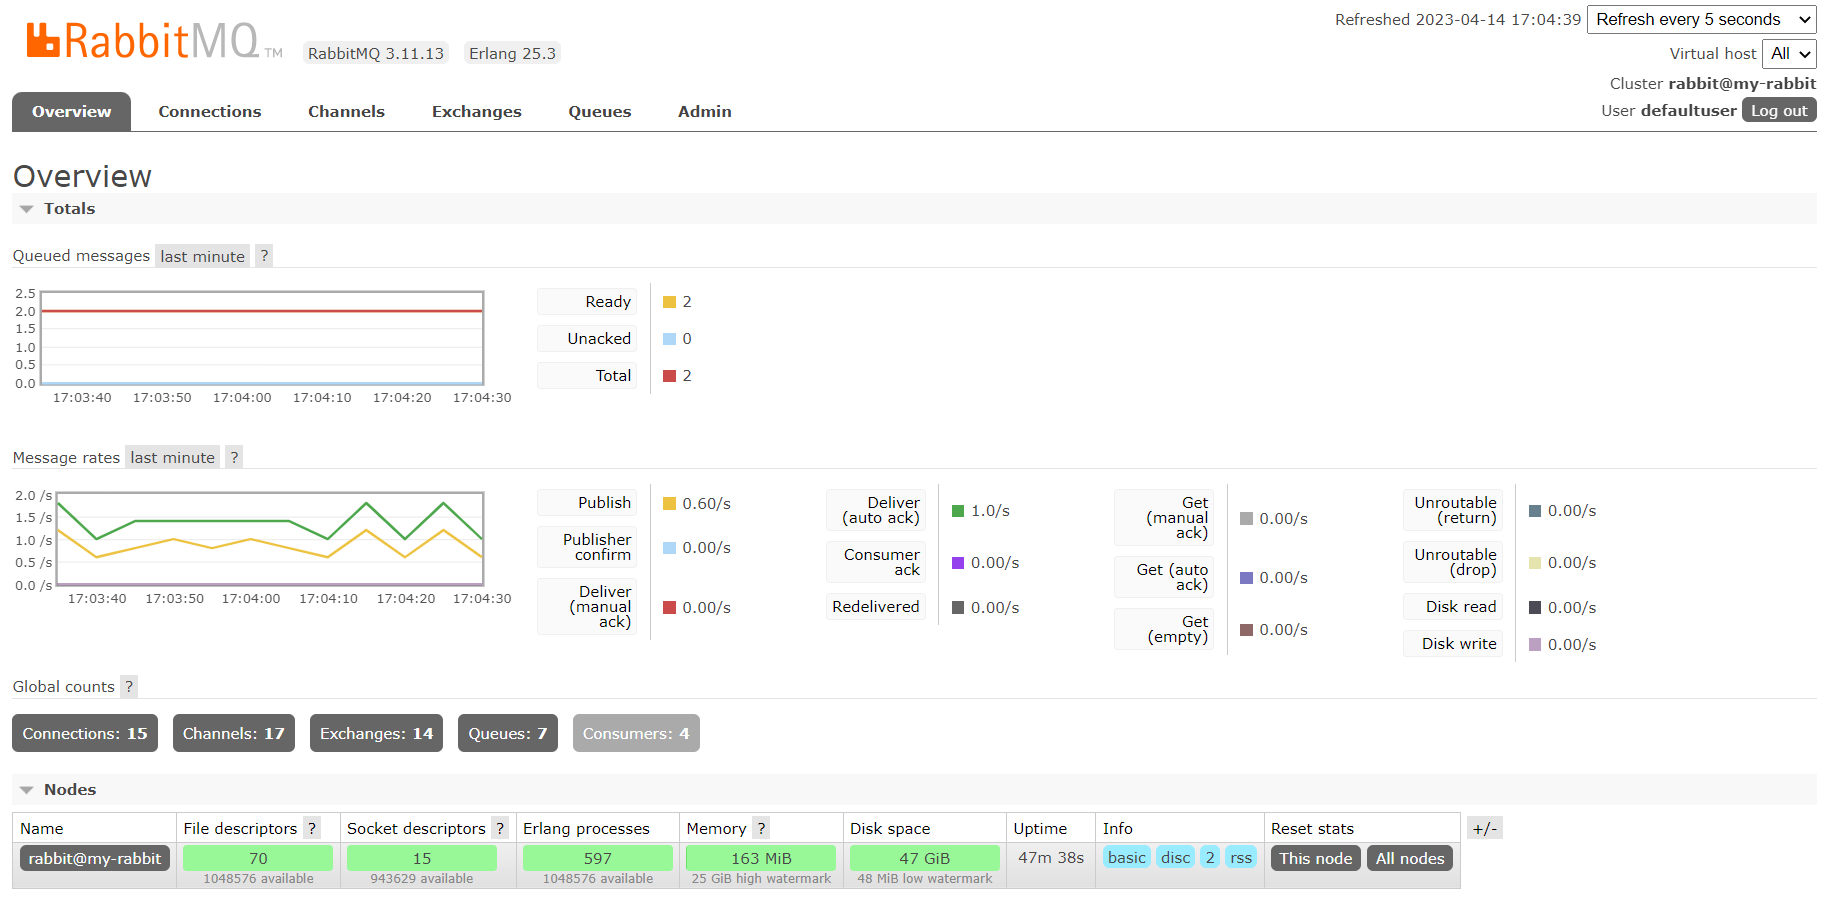 RabbitMQ TM RabbitMQ 3.11.13 Erlang 25.3
Refreshed 2023-04-14 17:04:39 Refresh every 5 seconds
Virtual host All
Cluster rabbit@my-rabbit
User defaultuser Log out
Overview Connections Channels Exchanges Queues Admin
Overview
Totals
Queued messages last minute ?
2.5
2.0
1.5
1.0
0.5
0.0
17:03:40 17:03:50 17:04:00 17:04:10 17:04:20 17:04:30
Ready 2
Unacked 0
Total 2
Message rates last minute ?
2.0 /s
1.5 /s
1.0 /s
0.5 /s
0.0 /s
17:03:40 17:03:50 17:04:00 17:04:10 17:04:20 17:04:30
Publish 0.60/s
Publisher
confirm 0.00/s
Deliver
(manual
ack) 0.00/s
Deliver
(auto ack) 1.0/s
Consumer
ack 0.00/s
Redelivered 0.00/s
Get
(manual
ack) 0.00/s
Get (auto
ack) 0.00/s
Get
(empty) 0.00/s
Unroutable
(return) 0.00/s
Unroutable
(drop) 0.00/s
Disk read 0.00/s
Disk write 0.00/s
Global counts ?
Connections: 15 Channels: 17 Exchanges: 14 Queues: 7 Consumers: 4
Nodes
Name File descriptors ? Socket descriptors ? Erlang processes Memory ? Disk space Uptime Info Reset stats +/-
rabbit@my-rabbit 70 15 597 163 MiB 47 GiB 47m 38s basic disc 2 rss This node All nodes
1048576 available 943629 available 1048576 available 25 GiB high watermark 48 MiB low watermark